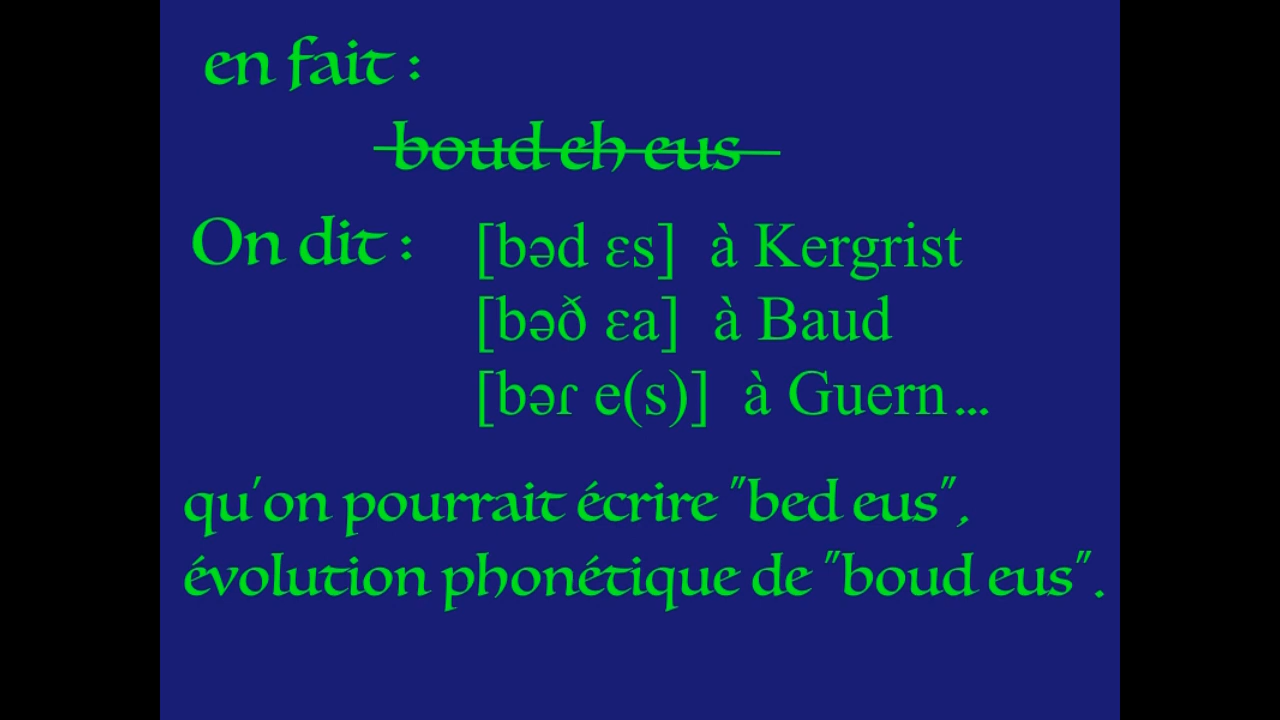 en fait :
boud eh eus
On dit : [bəd ɛs] à Kergrist
[bəð ɛa] à Baud
[bəɾ e(s)] à Guern...
qu'on pourrait écrire "bed eus",
évolution phonétique de "boud eus".